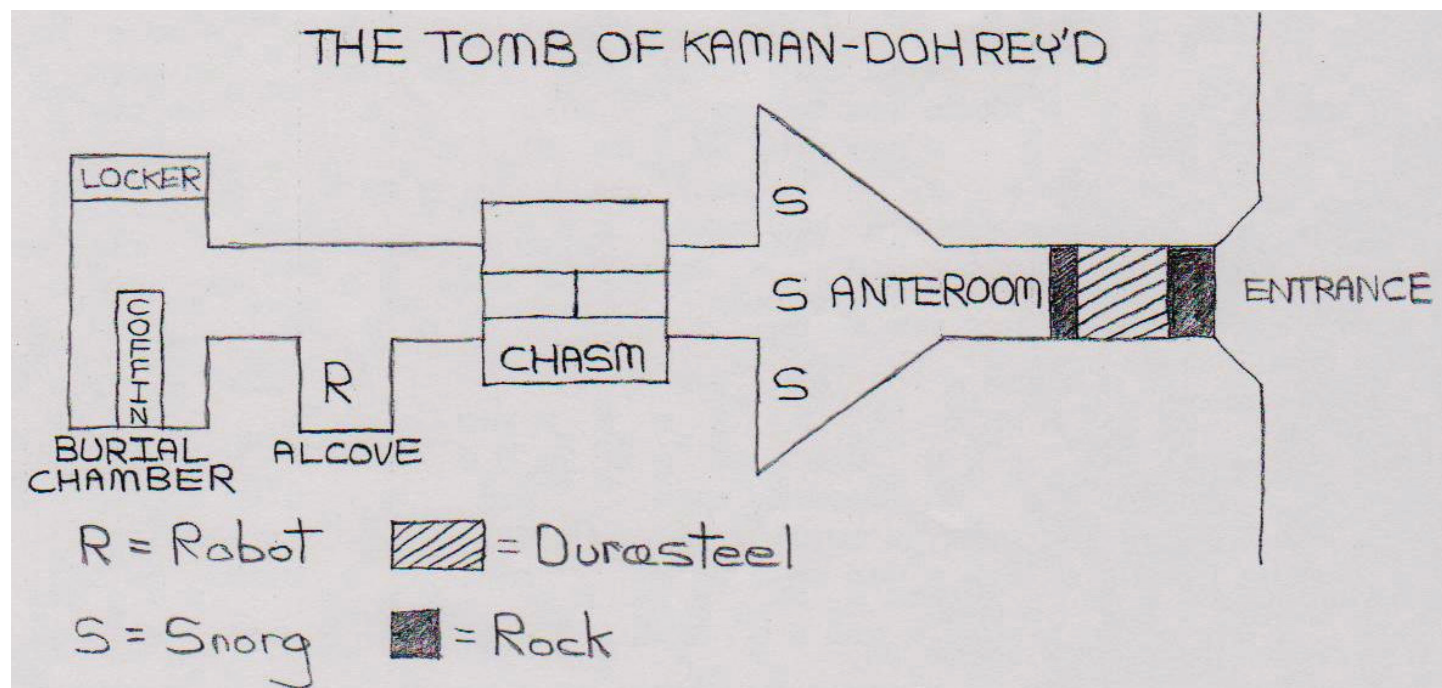 THE TOMB OF KAMAN-DOH REY'D
LOCKER
S
S ANTEROOM
ENTRANCE
COFFIN
CHASM
R
S
BURIAL
CHAMBER
ALCOVE
R = Robot
= Durasteel
S = Snorg
= Rock